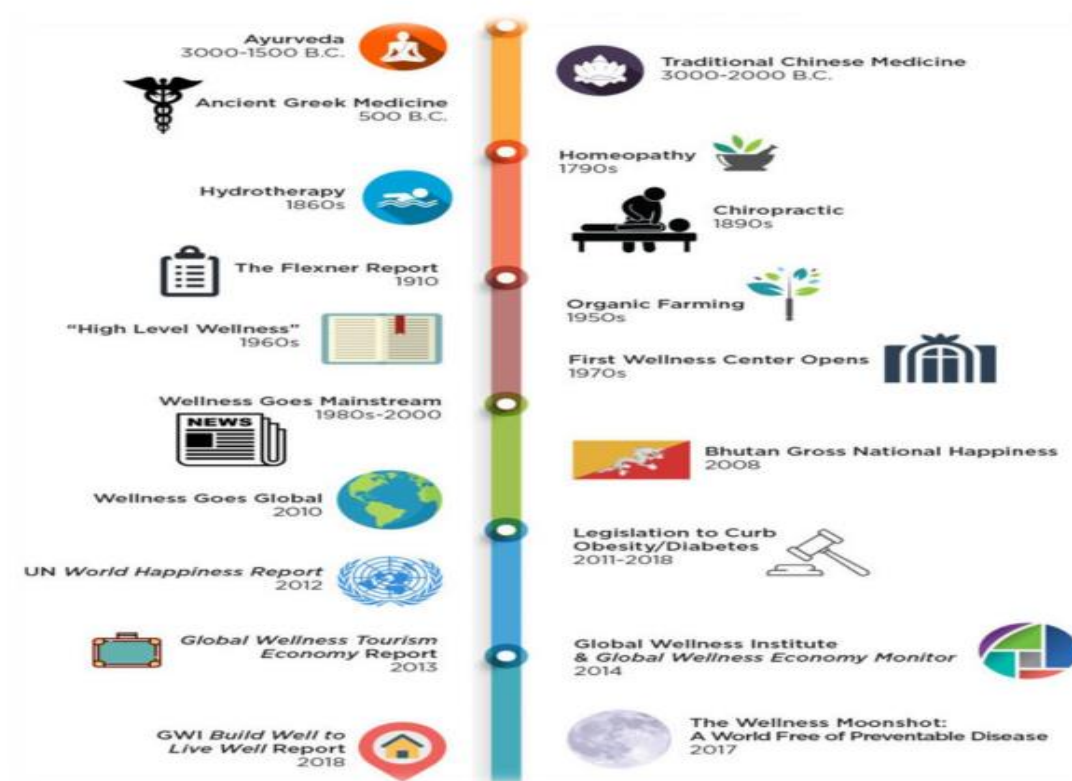 Ayurveda
3000-1500 B.C.
Traditional Chinese Medicine
3000-2000 B.C.
Ancient Greek Medicine
500 B.C.
Homeopathy
1790s
Hydrotherapy
1860s
Chiropractic
1890s
The Flexner Report
1910
Organic Farming
1950s
“High Level Wellness”
1960s
First Wellness Center Opens
1970s
Wellness Goes Mainstream
1980s-2000
NEWS
Bhutan Gross National Happiness
2008
Wellness Goes Global
2010
Legislation to Curb
Obesity/Diabetes
2011-2018
UN World Happiness Report
2012
Global Wellness Tourism
Economy Report
2013
Global Wellness Institute
& Global Wellness Economy Monitor
2014
The Wellness Moonshot:
A World Free of Preventable Disease
2017
GWI Build Well to
Live Well Report
2018